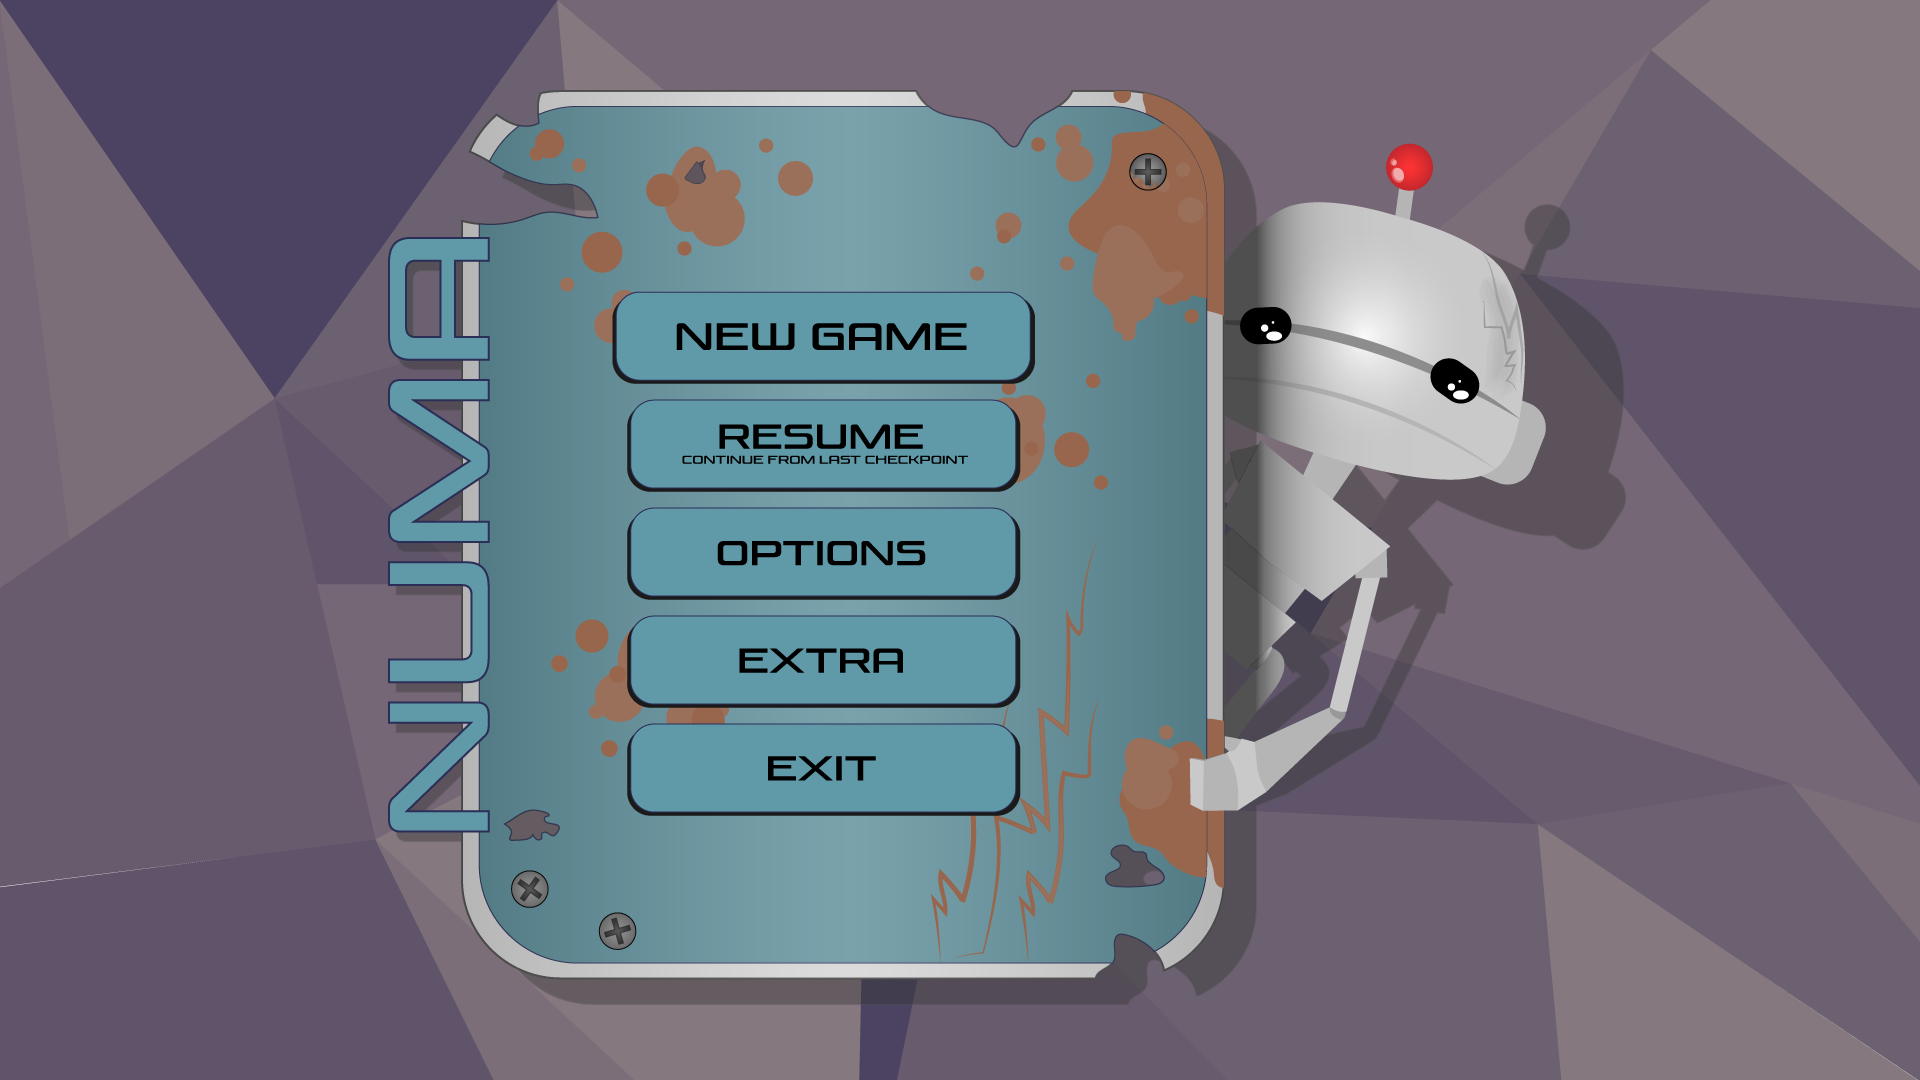 NUMA
NEW GAME
RESUME
CONTINUE FROM LAST CHECKPOINT
OPTIONS
EXTRA
EXIT